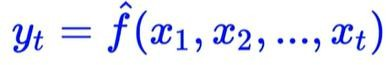 y_t = \hat{f}(x_1, x_2, ..., x_t)